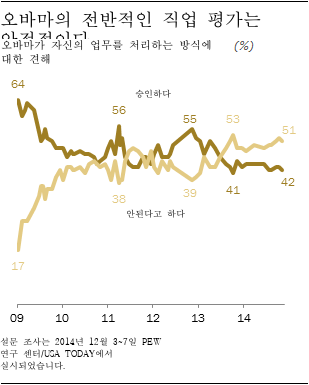 오바마의 전반적인 직업 평가는
안정적이다
오바마가 자신의 업무를 처리하는 방식에 (%)
대한 견해
64
승인하다
56
55
53
51
38
39
41
42
안된다고 하다
17
09 10 11 12 13 14
설문 조사는 2014년 12월 3~7일 PEW
연구 센터/USA TODAY에서
실시되었습니다.